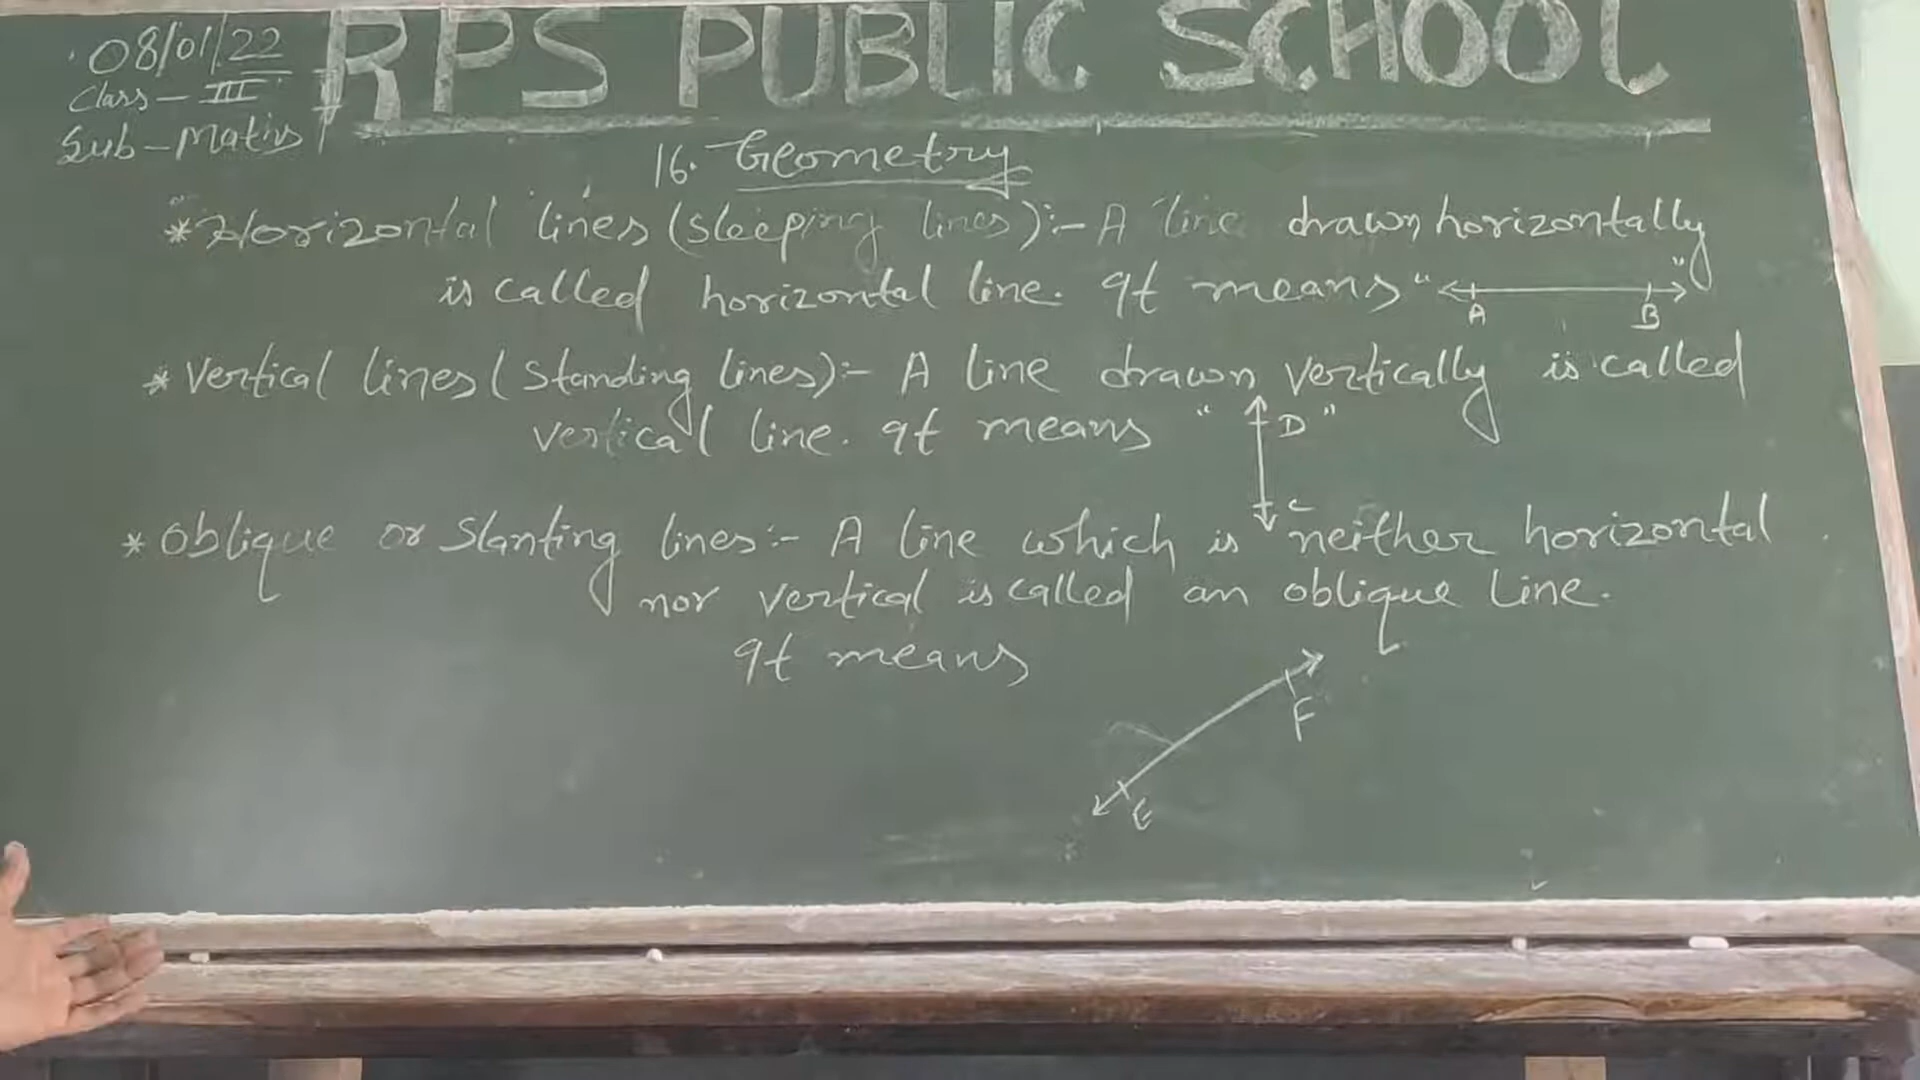 08/01/22
RPS PUBLIC SCHOOL
Class - III
Sub - Maths
16. Geometry
* Horizontal lines (sleeping lines) :- A line drawn horizontally
is called horizontal line. It means " A B "
* Vertical lines (standing lines) :- A line drawn vertically is called
vertical line. It means " D "
C
* Oblique or Slanting lines :- A line which is neither horizontal
nor vertical is called an oblique line.
It means
F
E